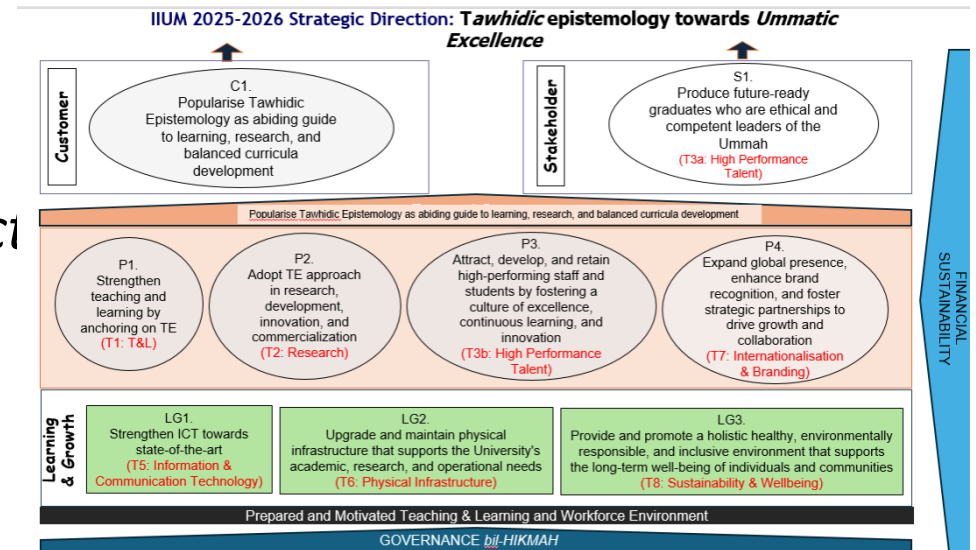 IIUM 2025-2026 Strategic Direction: Tawhidic epistemology towards Ummatic
Excellence
Customer
C1.
Popularise Tawhidic
Epistemology as abiding guide
to learning, research, and
balanced curricula
development
Stakeholder
S1.
Produce future-ready
graduates who are ethical and
competent leaders of the
Ummah
(T3a: High Performance
Talent)
Popularise Tawhidic Epistemology as abiding guide to learning, research, and balanced curricula development
P1.
Strengthen
teaching and
learning by
anchoring on TE
(T1: T&L)
P2.
Adopt TE approach
in research,
development,
innovation, and
commercialization
(T2: Research)
P3.
Attract, develop, and retain
high-performing staff and
students by fostering a
culture of excellence,
continuous learning, and
innovation
(T3b: High Performance
Talent)
P4.
Expand global presence,
enhance brand
recognition, and foster
strategic partnerships to
drive growth and
collaboration
(T7: Internationalisation
& Branding)
FINANCIAL
SUSTAINABILITY
Learning
& Growth
LG1.
Strengthen ICT towards
state-of-the-art
(T5: Information &
Communication Technology)
LG2.
Upgrade and maintain physical
infrastructure that supports the University's
academic, research, and operational needs
(T6: Physical Infrastructure)
LG3.
Provide and promote a holistic healthy, environmentally
responsible, and inclusive environment that supports
the long-term well-being of individuals and communities
(T8: Sustainability & Wellbeing)
Prepared and Motivated Teaching & Learning and Workforce Environment
GOVERNANCE bil-HIKMAH